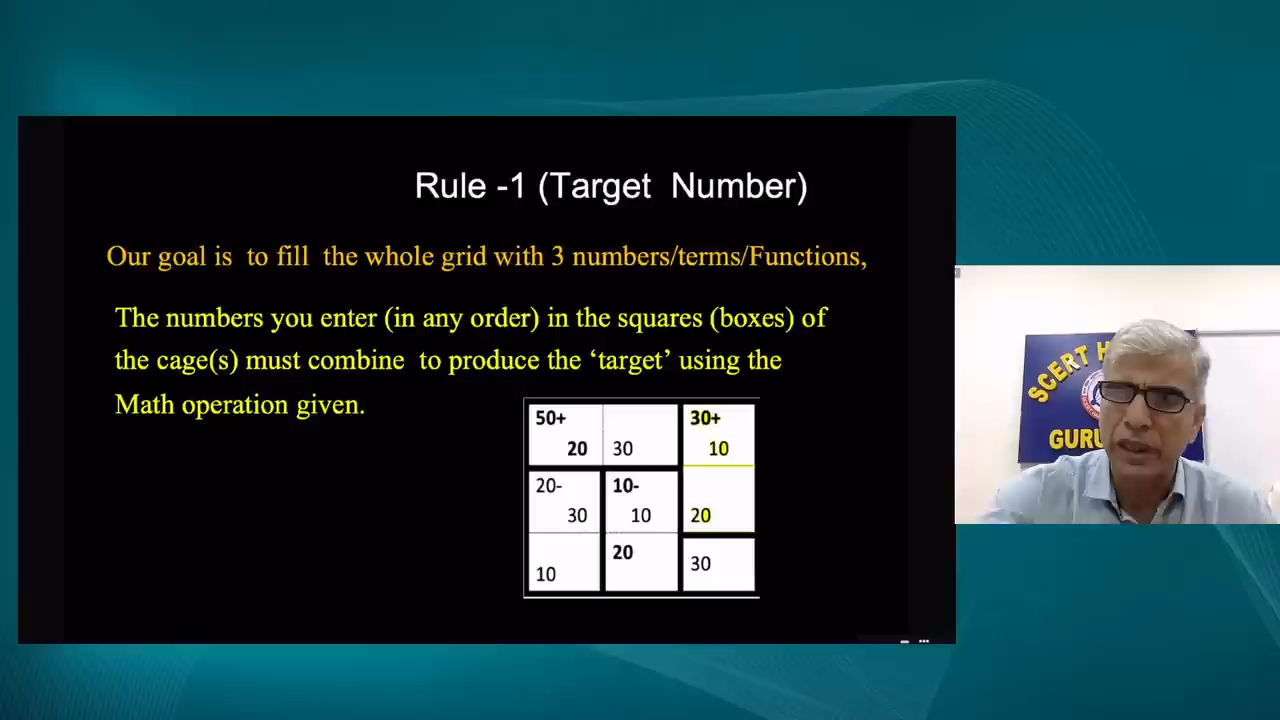 Rule -1 (Target Number)
Our goal is to fill the whole grid with 3 numbers/terms/Functions,
The numbers you enter (in any order) in the squares (boxes) of
the cage(s) must combine to produce the ‘target’ using the
Math operation given.
50+ 30+
20 30 10
20- 10-
30 10 20
20
10 30
SCERT
GURU